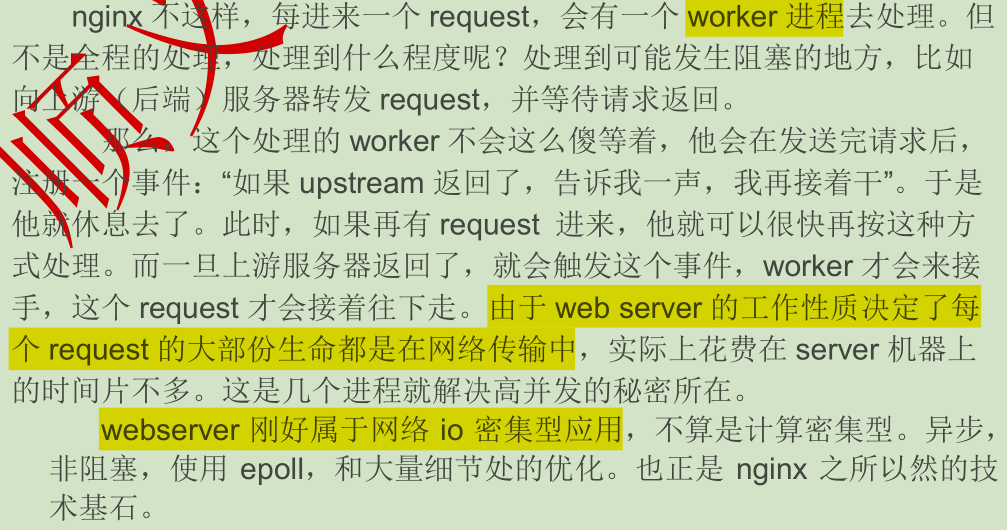 nginx 不这样，每进来一个 request，会有一个 worker 进程去处理。但
不是全程的处理，处理到什么程度呢？处理到可能发生阻塞的地方，比如
向上游（后端）服务器转发 request，并等待请求返回。
那么，这个处理的 worker 不会这么傻等着，他会在发送完请求后，
注册一个事件：“如果 upstream 返回了，告诉我一声，我再接着干”。于是
他就休息去了。此时，如果再有 request 进来，他就可以很快再按这种方
式处理。而一旦上游服务器返回了，就会触发这个事件，worker 才会来接
手，这个 request 才会接着往下走。由于 web server 的工作性质决定了每
个 request 的大部份生命都是在网络传输中，实际上花费在 server 机器上
的时间片不多。这是几个进程就解决高并发的秘密所在。
webserver 刚好属于网络 io 密集型应用，不算是计算密集型。异步，
非阻塞，使用 epoll，和大量细节处的优化。也正是 nginx 之所以然的技
术基石。